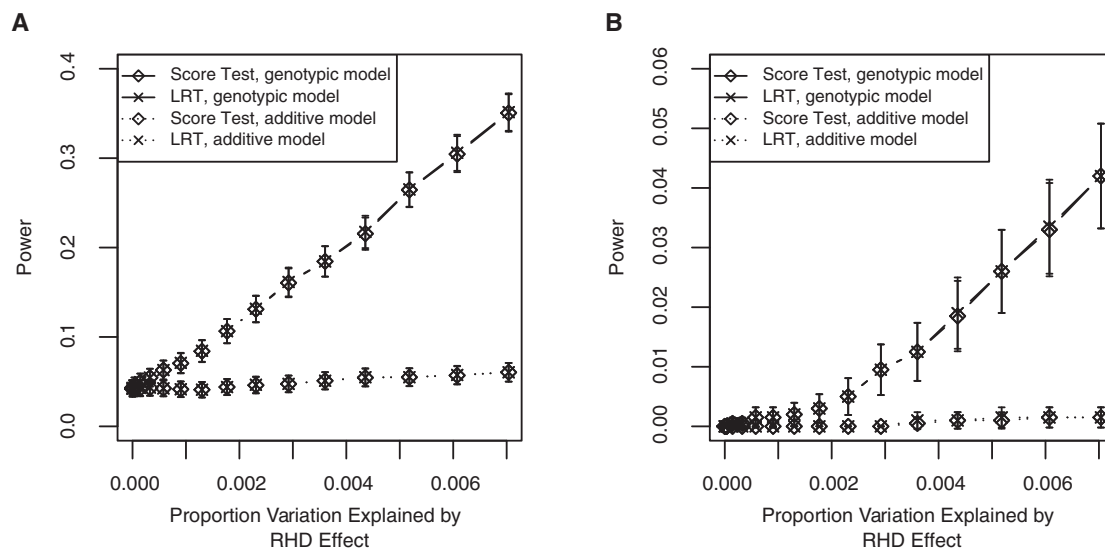 A
Score Test, genotypic model
LRT, genotypic model
Score Test, additive model
LRT, additive model
0.4
0.3
0.2
0.1
0.0
Power
0.000
0.002
0.004
0.006
Proportion Variation Explained by
RHD Effect
B
Score Test, genotypic model
LRT, genotypic model
Score Test, additive model
LRT, additive model
0.06
0.05
0.04
0.03
0.02
0.01
0.00
Power
0.000
0.002
0.004
0.006
Proportion Variation Explained by
RHD Effect